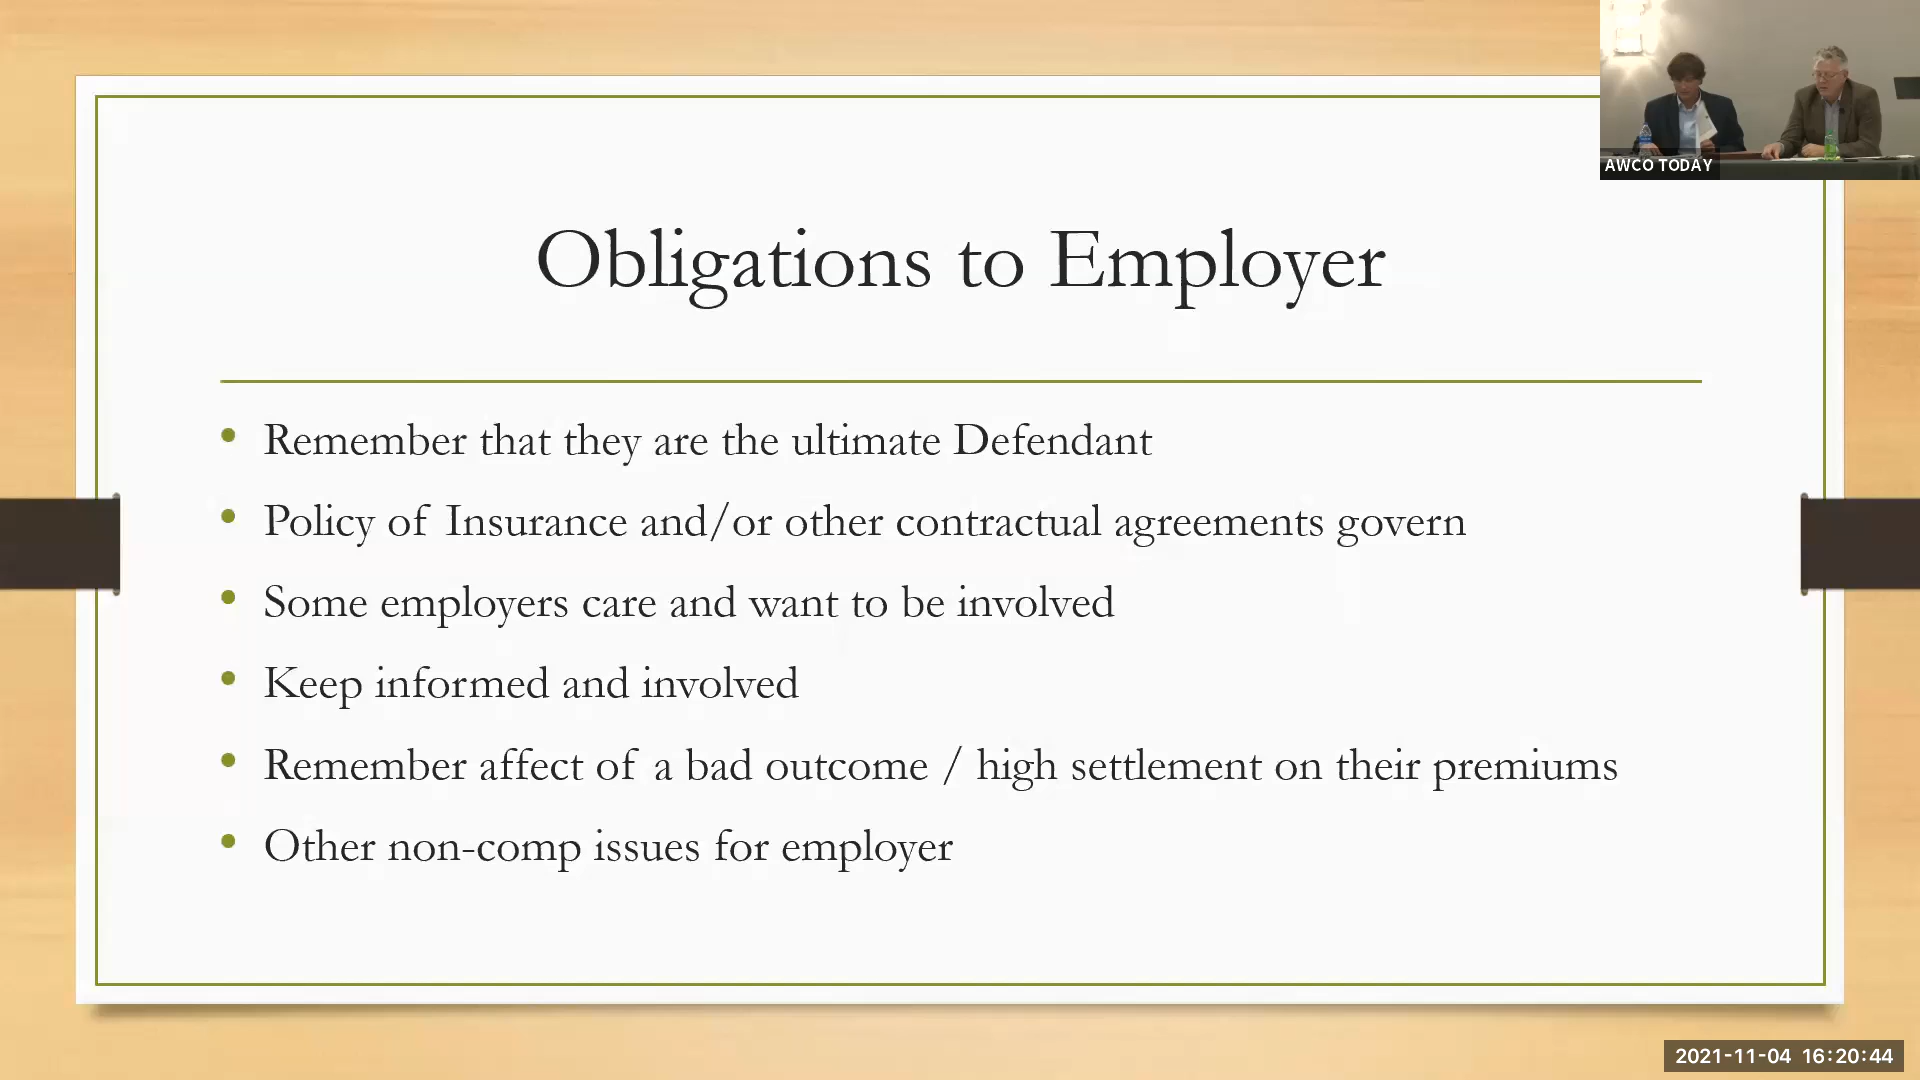 AWCO TODAY
Obligations to Employer
• Remember that they are the ultimate Defendant
• Policy of Insurance and/or other contractual agreements govern
• Some employers care and want to be involved
• Keep informed and involved
• Remember affect of a bad outcome / high settlement on their premiums
• Other non-comp issues for employer
2021-11-04 16:20:44